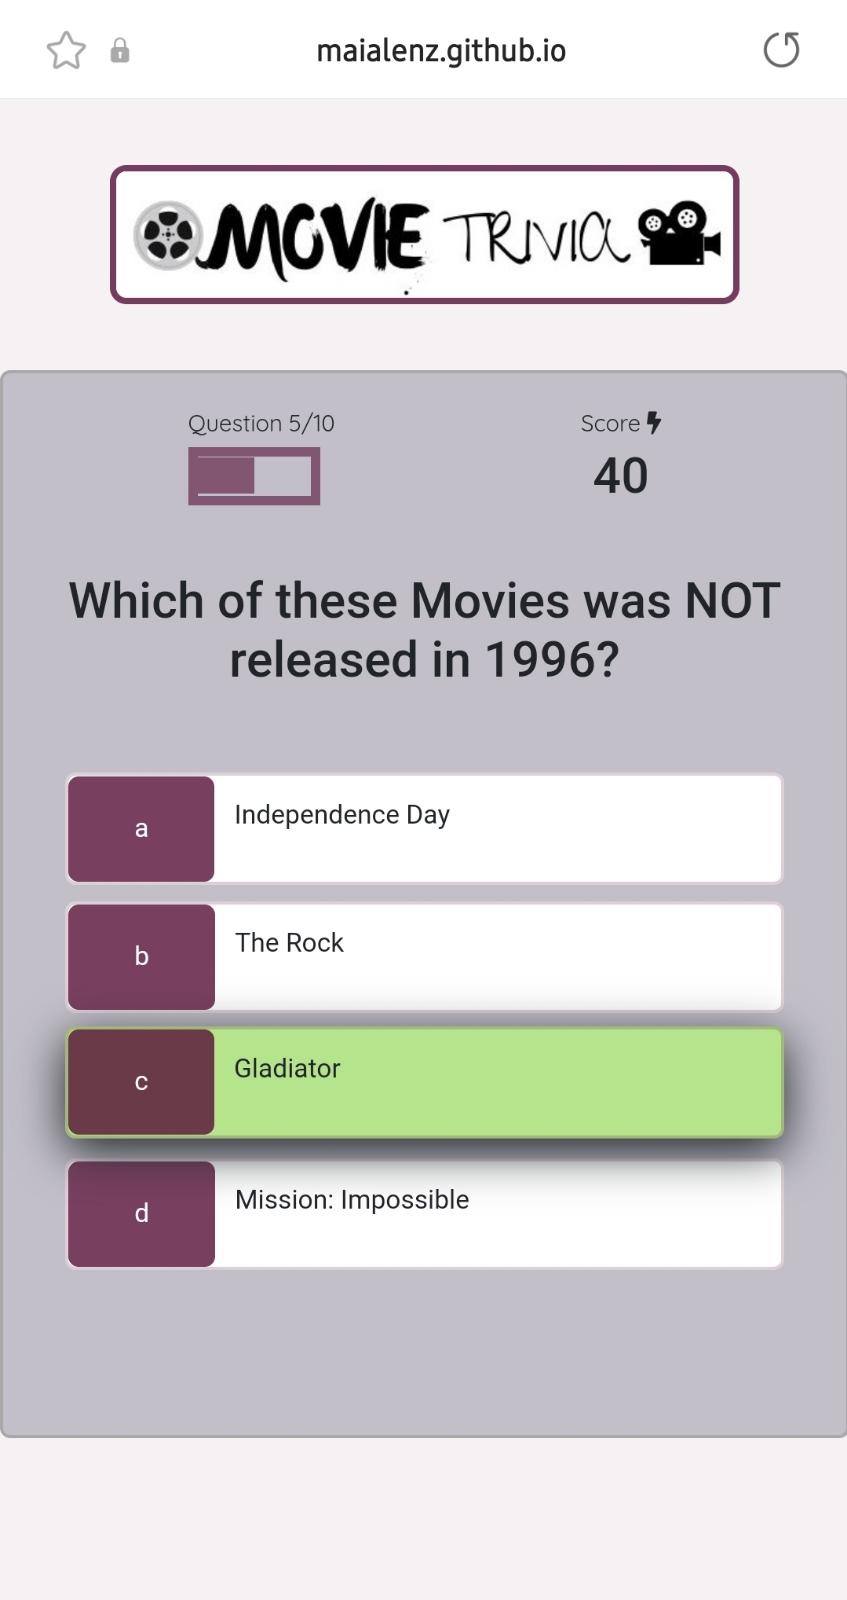 maialenz.github.io
MOVIE TRIVIA
Question 5/10
Score
40
Which of these Movies was NOT
released in 1996?
a
Independence Day
b
The Rock
c
Gladiator
d
Mission: Impossible